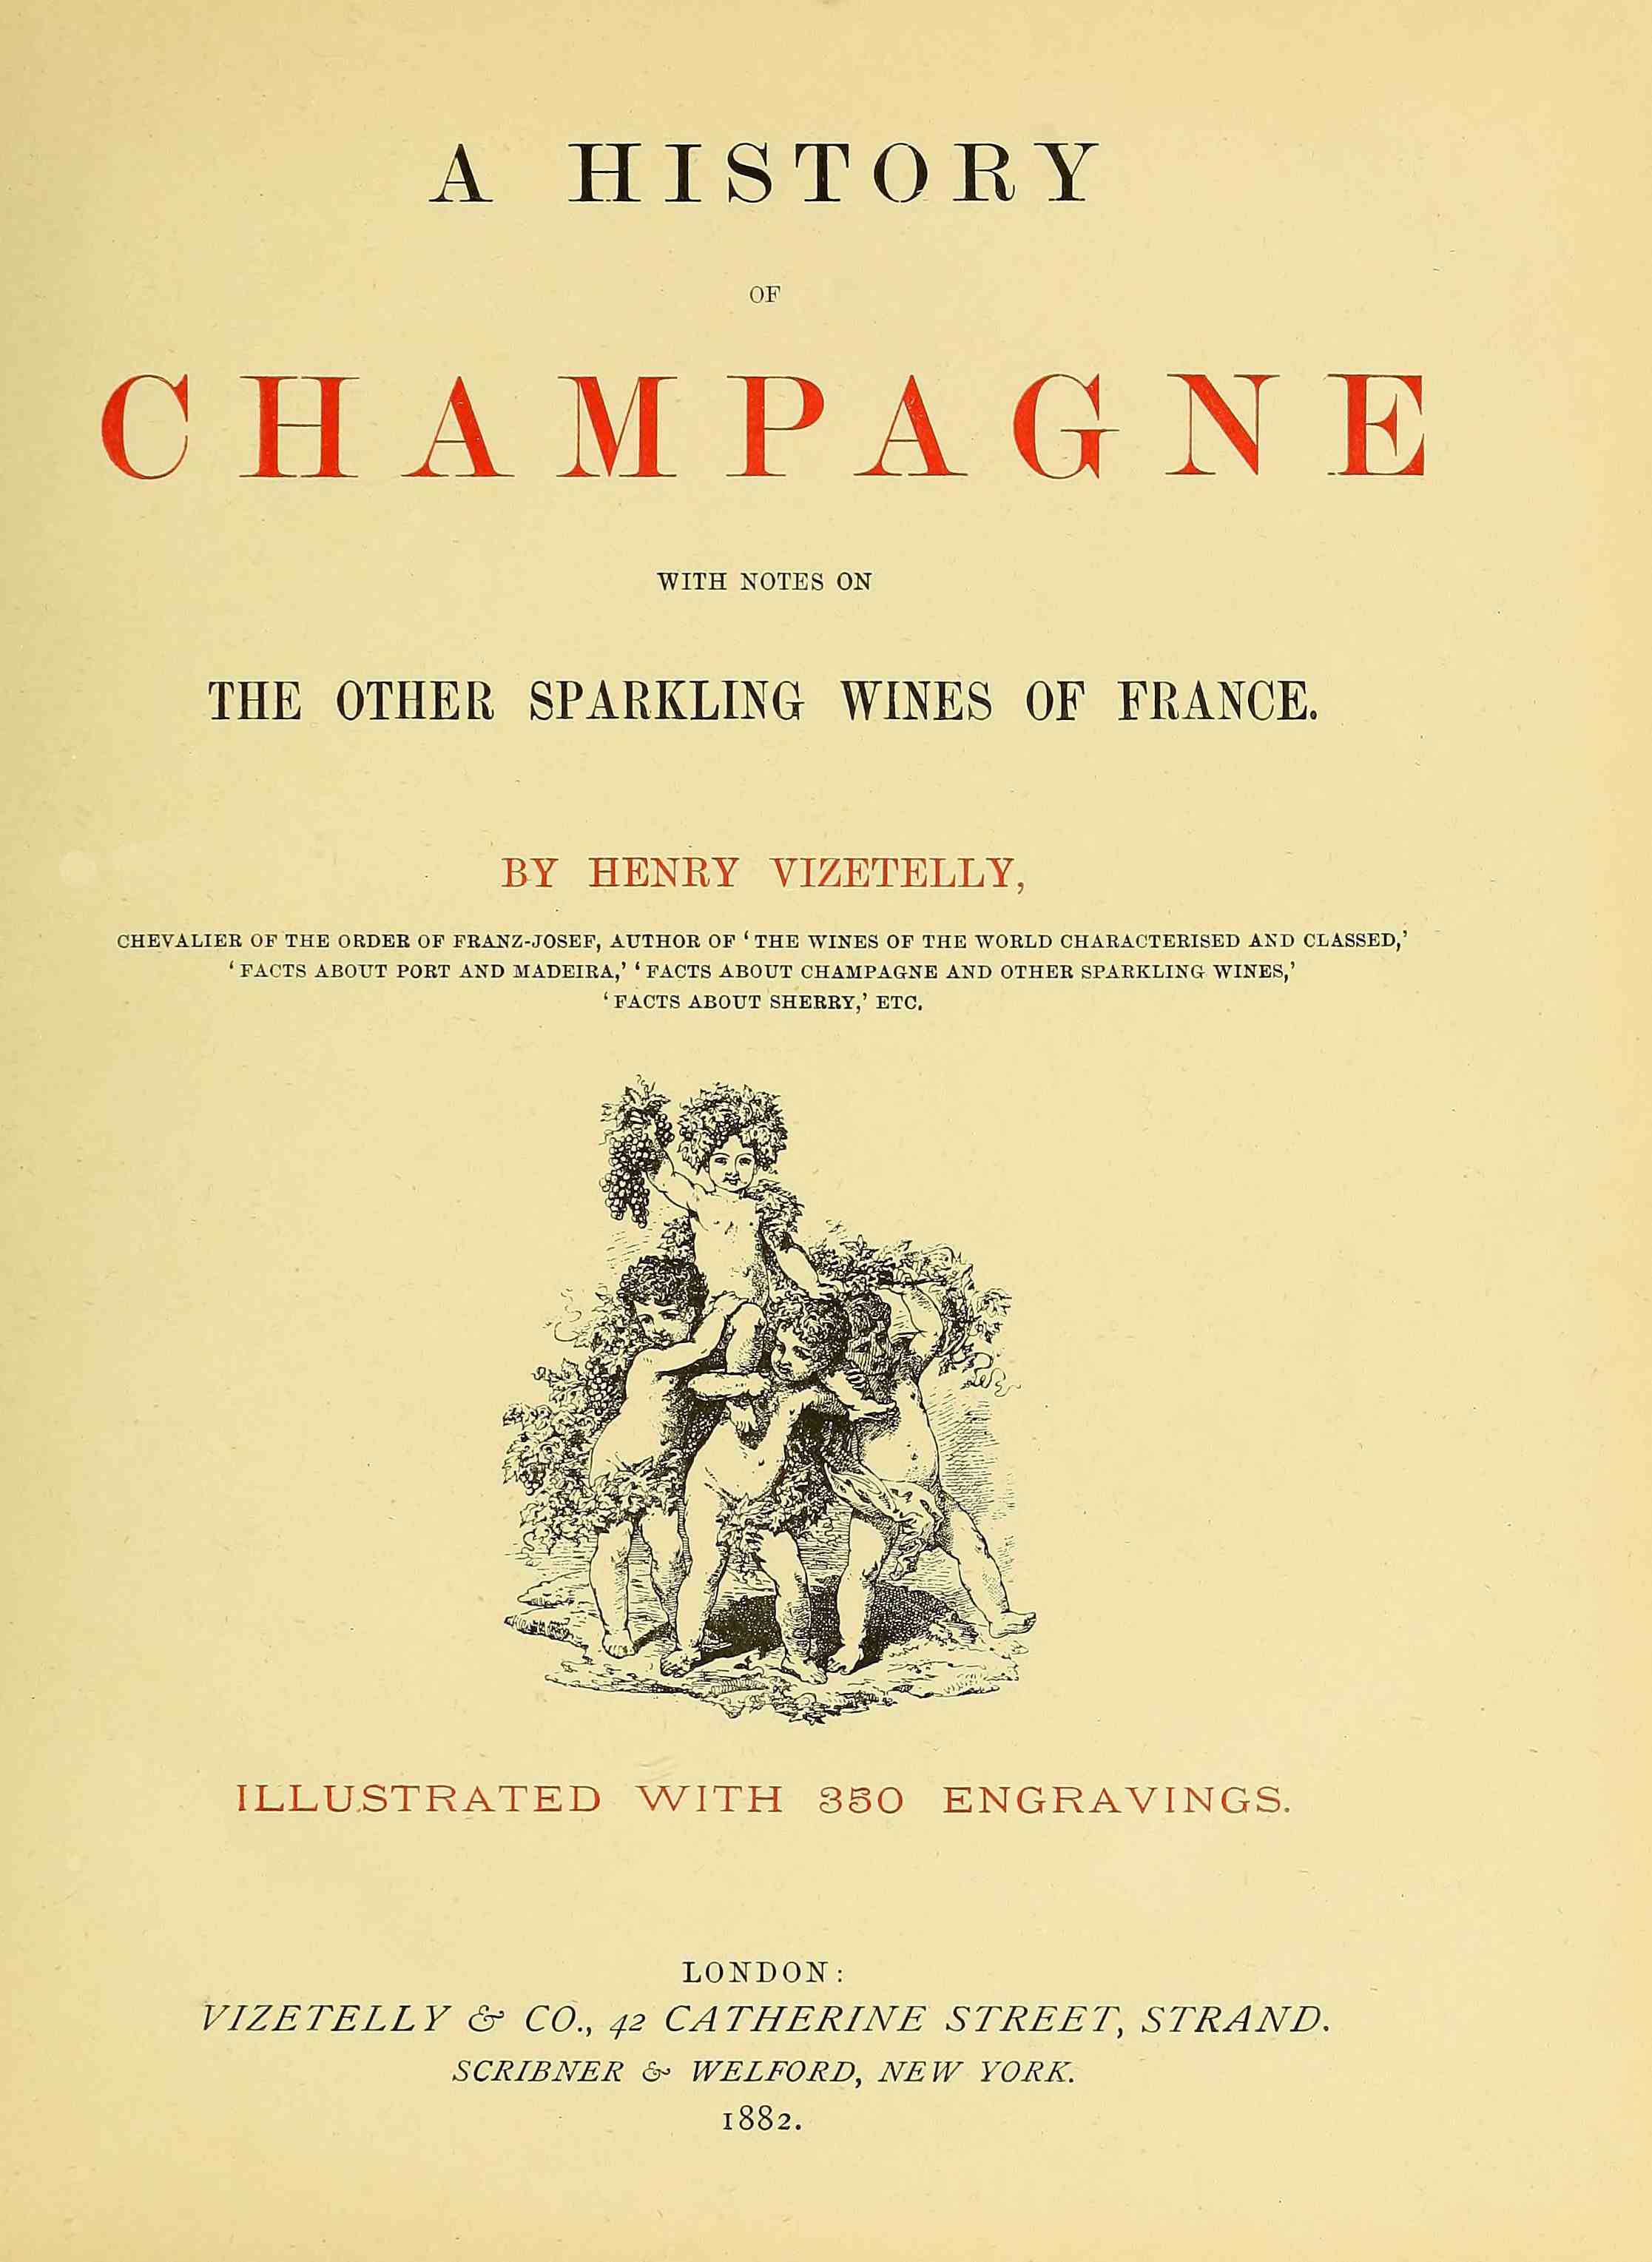 A HISTORY
OF
CHAMPAGNE
WITH NOTES ON
THE OTHER SPARKLING WINES OF FRANCE.
BY HENRY VIZETELLY,
CHEVALIER OF THE ORDER OF FRANZ-JOSEF, AUTHOR OF ‘THE WINES OF THE WORLD CHARACTERISED AND CLASSED,’
‘FACTS ABOUT PORT AND MADEIRA,’ ‘FACTS ABOUT CHAMPAGNE AND OTHER SPARKLING WINES,’
‘FACTS ABOUT SHERRY,’ ETC.
ILLUSTRATED WITH 350 ENGRAVINGS.
LONDON:
VIZETELLY & CO., 42 CATHERINE STREET, STRAND.
SCRIBNER & WELFORD, NEW YORK.
1882.